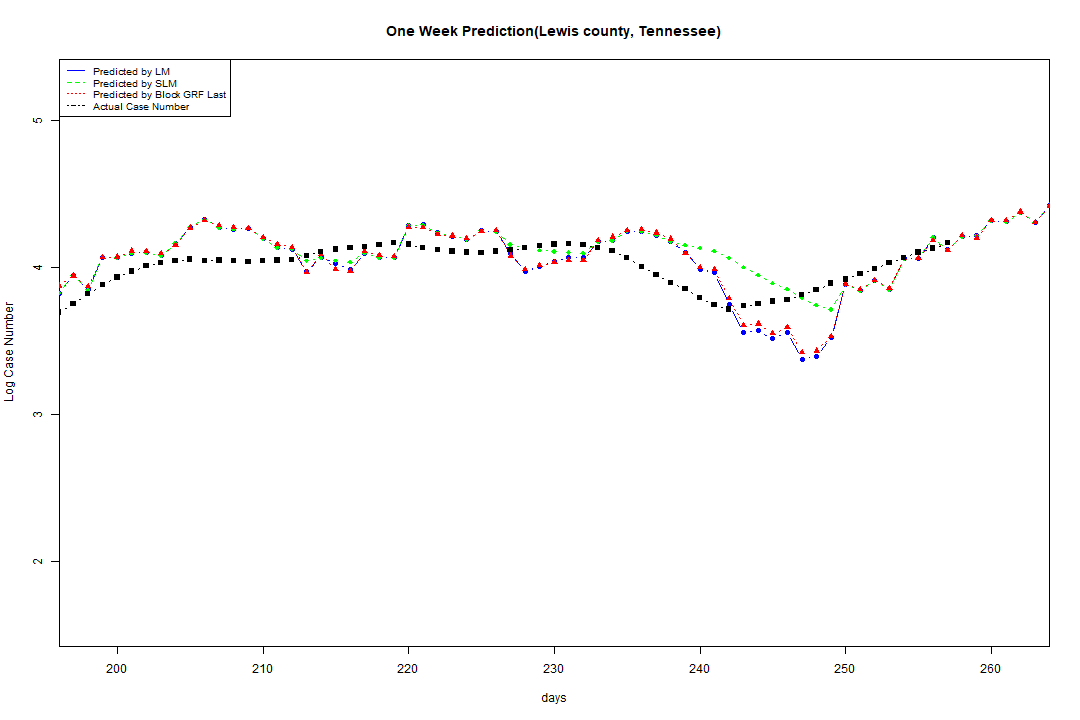 One Week Prediction(Lewis county, Tennessee)
Predicted by LM
Predicted by SLM
Predicted by Block GRF Last
Actual Case Number
5
4
3
2
Log Case Number
200 210 220 230 240 250 260
days